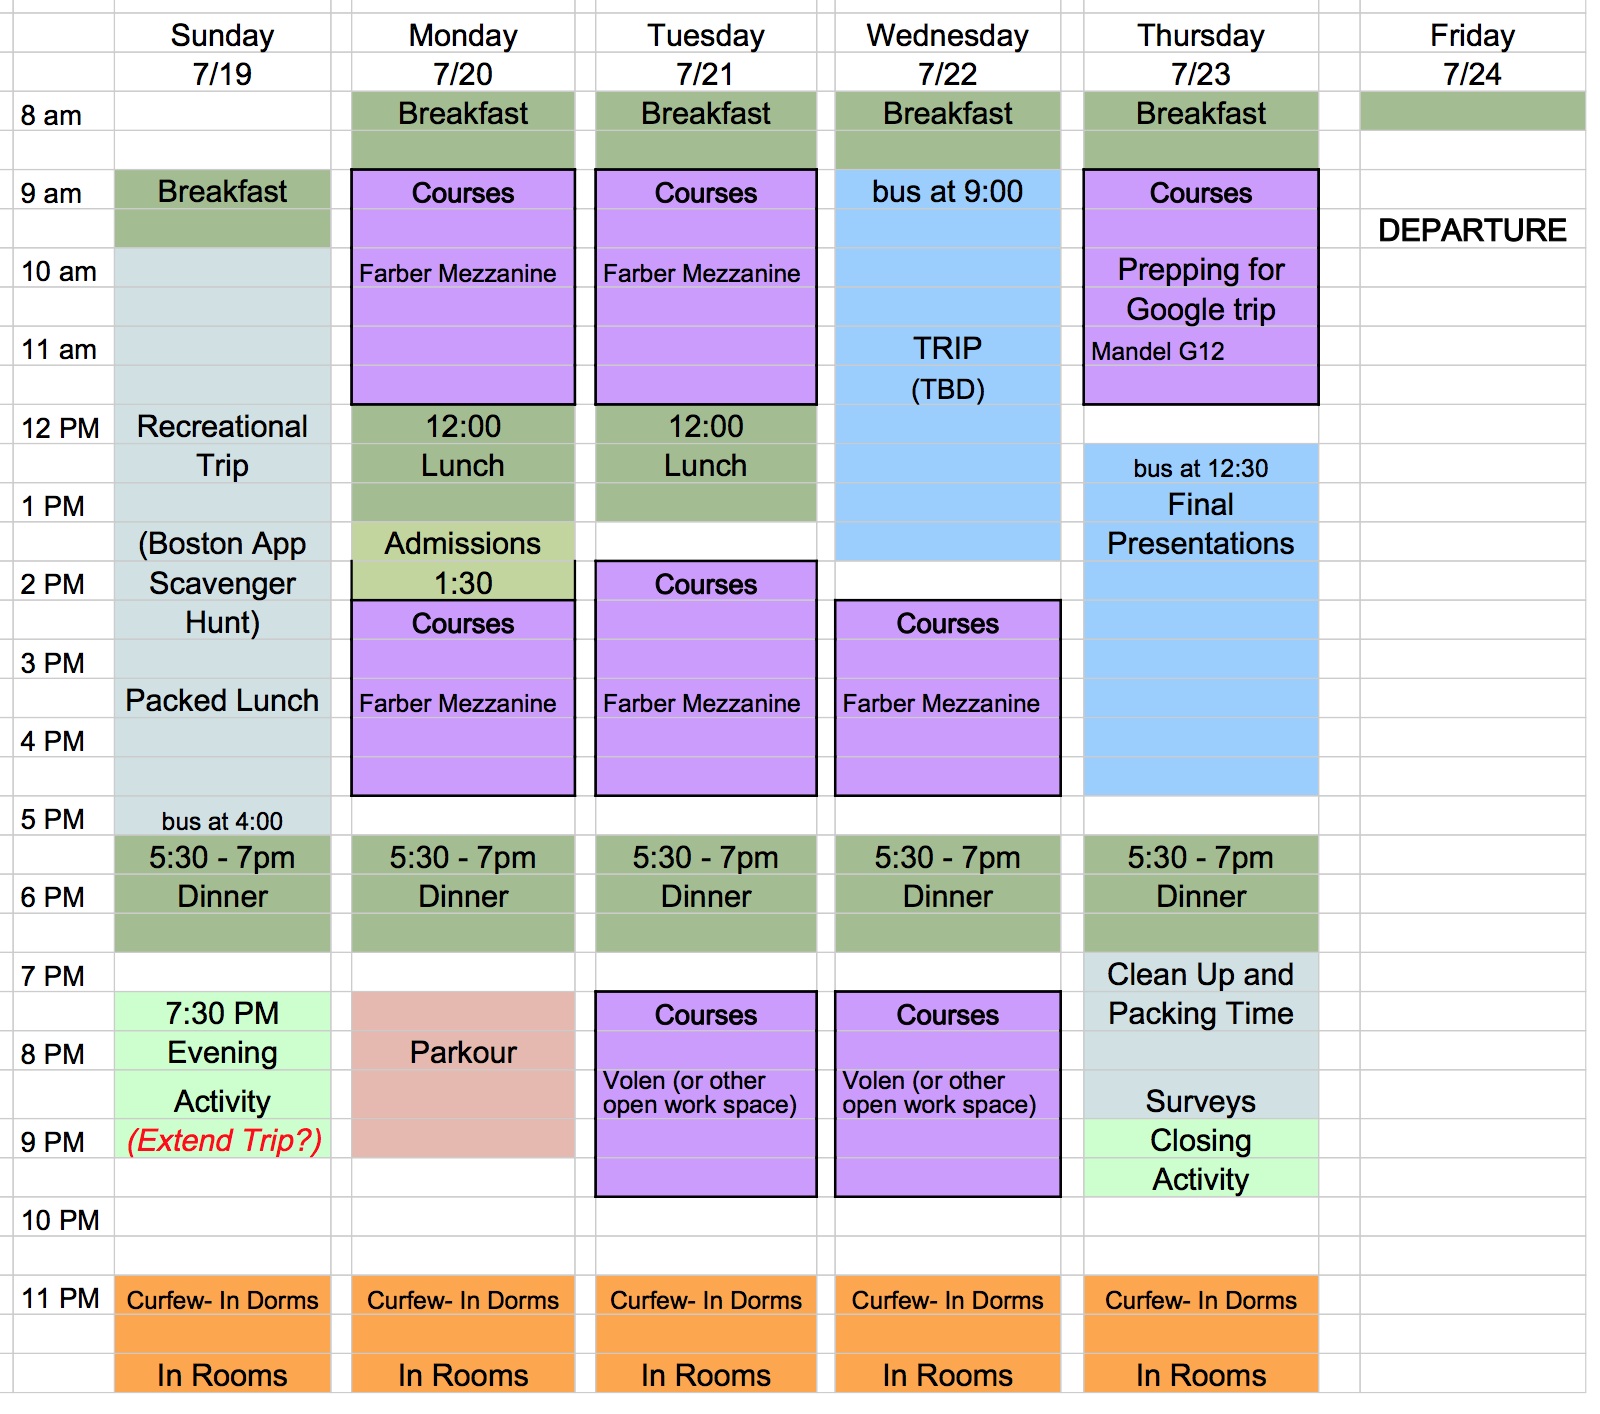 Sunday Monday Tuesday Wednesday Thursday Friday
7/19 7/20 7/21 7/22 7/23 7/24
8 am Breakfast Breakfast Breakfast Breakfast
9 am Breakfast Courses Courses bus at 9:00 Courses
DEPARTURE
10 am Farber Mezzanine Farber Mezzanine Prepping for
Google trip
11 am TRIP Mandel G12
(TBD)
12 PM Recreational 12:00 12:00
Trip Lunch Lunch bus at 12:30
1 PM Final
(Boston App Admissions Presentations
2 PM Scavenger 1:30 Courses
Hunt) Courses Courses
3 PM
Packed Lunch Farber Mezzanine Farber Mezzanine Farber Mezzanine
4 PM
5 PM bus at 4:00
5:30 - 7pm 5:30 - 7pm 5:30 - 7pm 5:30 - 7pm 5:30 - 7pm
6 PM Dinner Dinner Dinner Dinner Dinner
7 PM Clean Up and
7:30 PM Courses Courses Packing Time
8 PM Evening Parkour
Volen (or other Volen (or other
Activity open work space) open work space) Surveys
9 PM (Extend Trip?) Closing
Activity
10 PM
11 PM Curfew- In Dorms Curfew- In Dorms Curfew- In Dorms Curfew- In Dorms Curfew- In Dorms
In Rooms In Rooms In Rooms In Rooms In Rooms